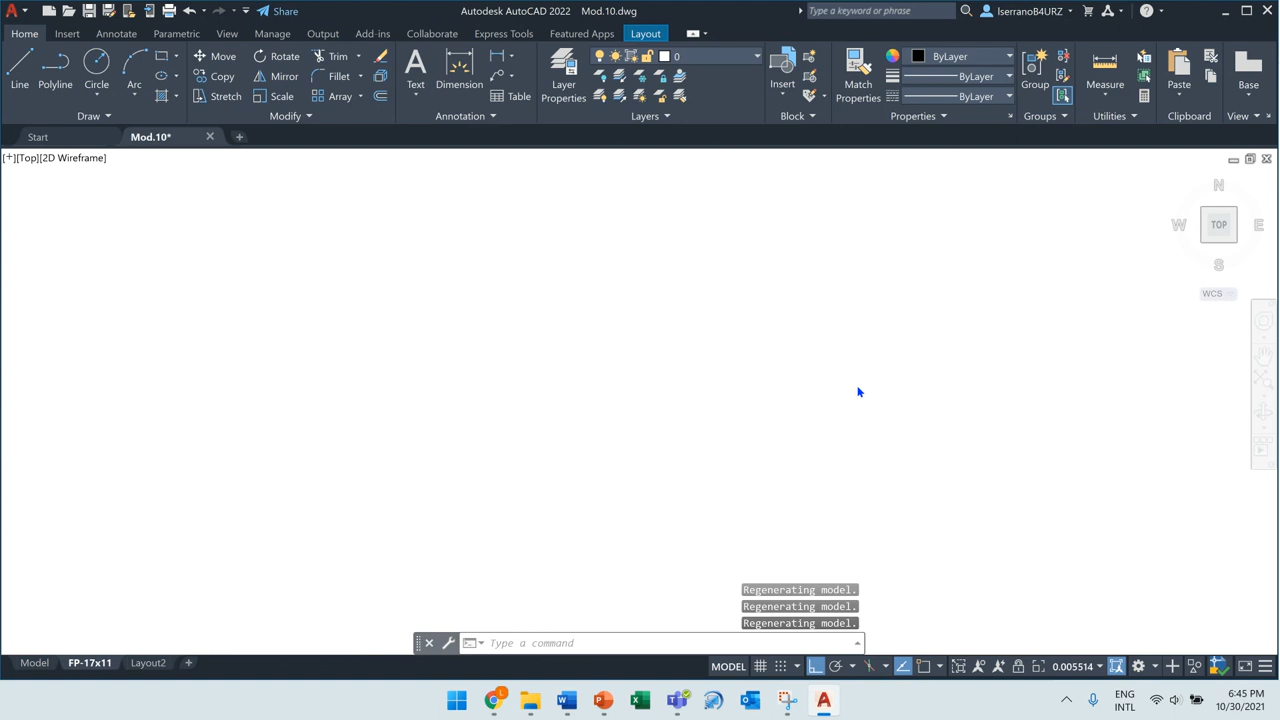 Share
Autodesk AutoCAD 2022 Mod.10.dwg
Type a keyword or phrase
lserranoB4URZ
Home Insert Annotate Parametric View Manage Output Add-ins Collaborate Express Tools Featured Apps Layout
Line Polyline Circle Arc
Move Rotate Trim
Copy Mirror Fillet
Stretch Scale Array
Text Dimension Table
Layer Properties
0
Insert
Match Properties
ByLayer
ByLayer
ByLayer
Group
Measure
Paste
Base
Draw Modify Annotation Layers Block Properties Groups Utilities Clipboard View
Start Mod.10*
[+][Top][2D Wireframe]
N
W TOP E
S
WCS
Regenerating model.
Regenerating model.
Regenerating model.
Type a command
Model FP-17x11 Layout2
MODEL 0.005514
ENG
INTL
6:45 PM
10/30/2021